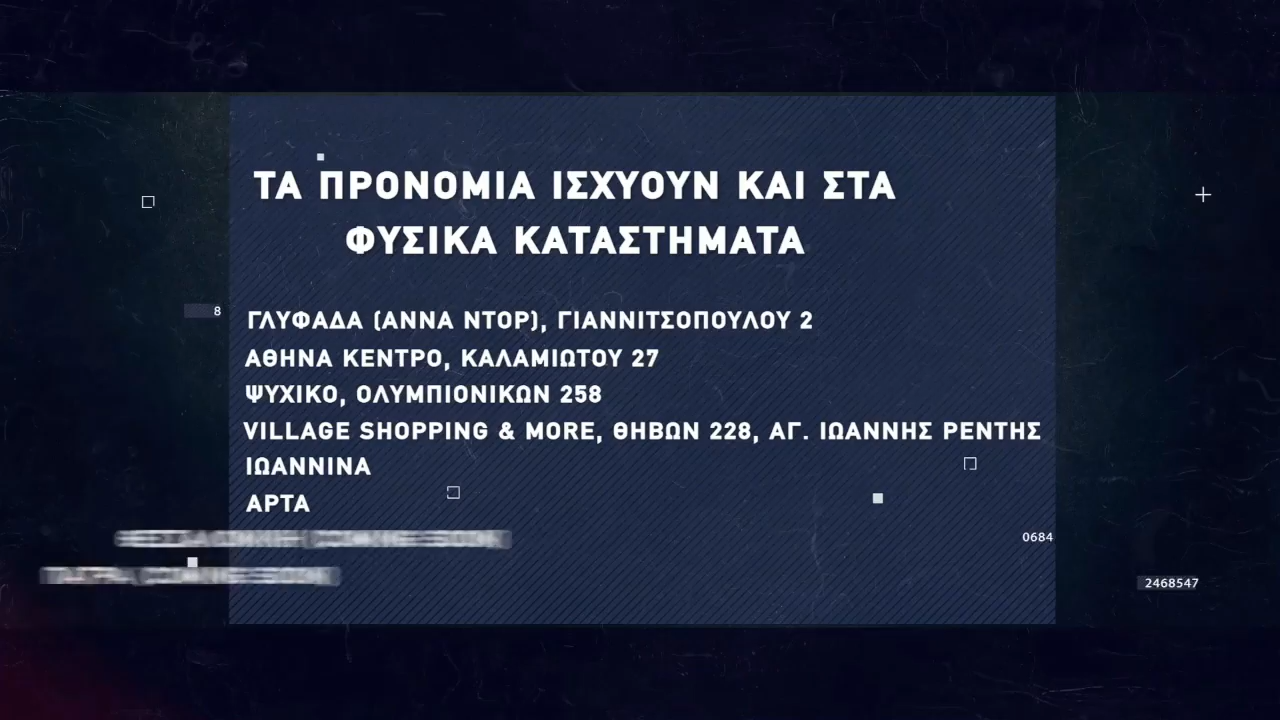 ΤΑ ΠΡΟΝΟΜΙΑ ΙΣΧΥΟΥΝ ΚΑΙ ΣΤΑ
ΦΥΣΙΚΑ ΚΑΤΑΣΤΗΜΑΤΑ
8
ΓΛΥΦΑΔΑ (ΑΝΝΑ ΝΤΟΡ), ΓΙΑΝΝΙΤΣΟΠΟΥΛΟΥ 2
ΑΘΗΝΑ ΚΕΝΤΡΟ, ΚΑΛΑΜΙΩΤΟΥ 27
ΨΥΧΙΚΟ, ΟΛΥΜΠΙΟΝΙΚΩΝ 258
VILLAGE SHOPPING & MORE, ΘΗΒΩΝ 228, ΑΓ. ΙΩΑΝΝΗΣ ΡΕΝΤΗΣ
ΙΩΑΝΝΙΝΑ
ΑΡΤΑ
0684
2468547